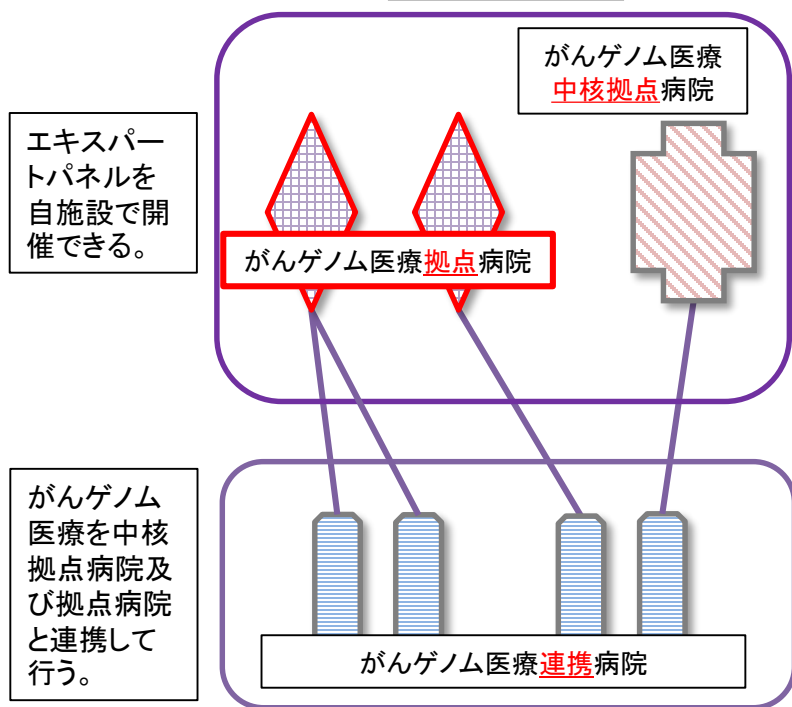 がんゲノム医療
中核拠点病院
エキスパー
トパネルを
自施設で開
催できる。
がんゲノム医療拠点病院
がんゲノム
医療を中核
拠点病院及
び拠点病院
と連携して
行う。
がんゲノム医療連携病院